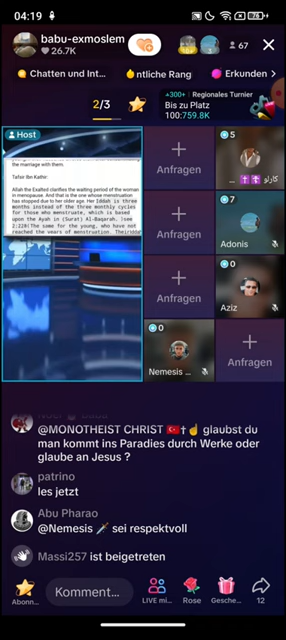 04:19
76
babu-exmoslem
26.7K
67
Chatten und Int...
ntliche Rang
Erkunden
2/3
+300↑ Regionales Turnier
Bis zu Platz
100:759.8K
Host
the marriage with them.
Tafsir Ibn Kathir:
Allah the Exalted clarifies the waiting period of the woman
in menopause. And that is the one whose menstruation
has stopped due to her older age. Her Iddah is three
months instead of the three monthly cycles
for those who menstruate, which is based
upon the Ayah in (Surat) Al-Baqarah. )see
2:228(The same for the young, who have not
reached the years of menstruation. Their
Anfragen
5
كارلو ✝️✝️ ...
Anfragen
7
Adonis
Anfragen
0
Aziz
0
Nemesis ...
Anfragen
@MONOTHEIST CHRIST 🇹🇷✝️☝️ glaubst du
man kommt ins Paradies durch Werke oder
glaube an Jesus ?
patrino
les jetzt
Abu Pharao
@Nemesis 🗡️ sei respektvoll
Massi257 ist beigetreten
Komment...
Abonn...
LIVE mi...
Rose
Gesche...
12